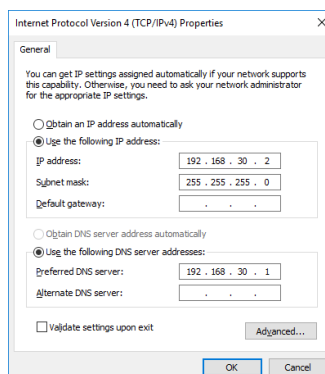 Internet Protocol Version 4 (TCP/IPv4) Properties
General
You can get IP settings assigned automatically if your network supports
this capability. Otherwise, you need to ask your network administrator
for the appropriate IP settings.
Obtain an IP address automatically
Use the following IP address:
IP address: 192 . 168 . 30 . 2
Subnet mask: 255 . 255 . 255 . 0
Default gateway: . . .
Obtain DNS server address automatically
Use the following DNS server addresses:
Preferred DNS server: 192 . 168 . 30 . 1
Alternate DNS server: . . .
Validate settings upon exit
Advanced...
OK Cancel